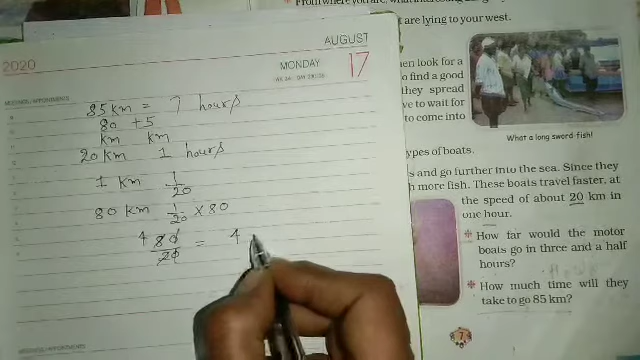 2020
AUGUST
MONDAY 17
85 km = 7 hours
80 + 5
km km
20 km 1 hours
1 km 1/20
80 km 1/20 × 80
4 80/20 = 4
t are lying to your west.
en look for a
o find a good
they spread
ve to wait for
to come into
What a long sword-fish!
ypes of boats.
s and go further into the sea. Since they
h more fish. These boats travel faster, at
the speed of about 20 km in
one hour.
How far would the motor
boats go in three and a half
hours?
How much time will they
take to go 85 km?
7